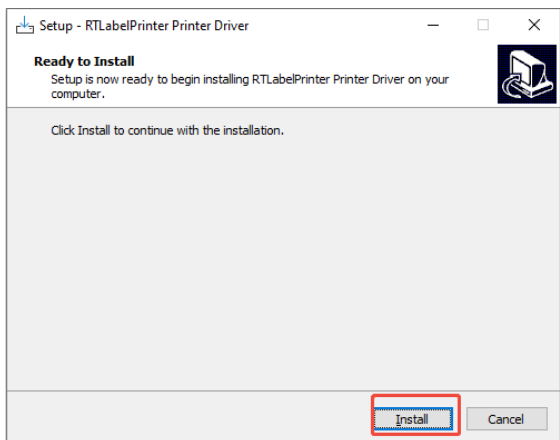 Setup - RTLabelPrinter Printer Driver
Ready to Install
Setup is now ready to begin installing RTLabelPrinter Printer Driver on your
computer.
Click Install to continue with the installation.
Install
Cancel